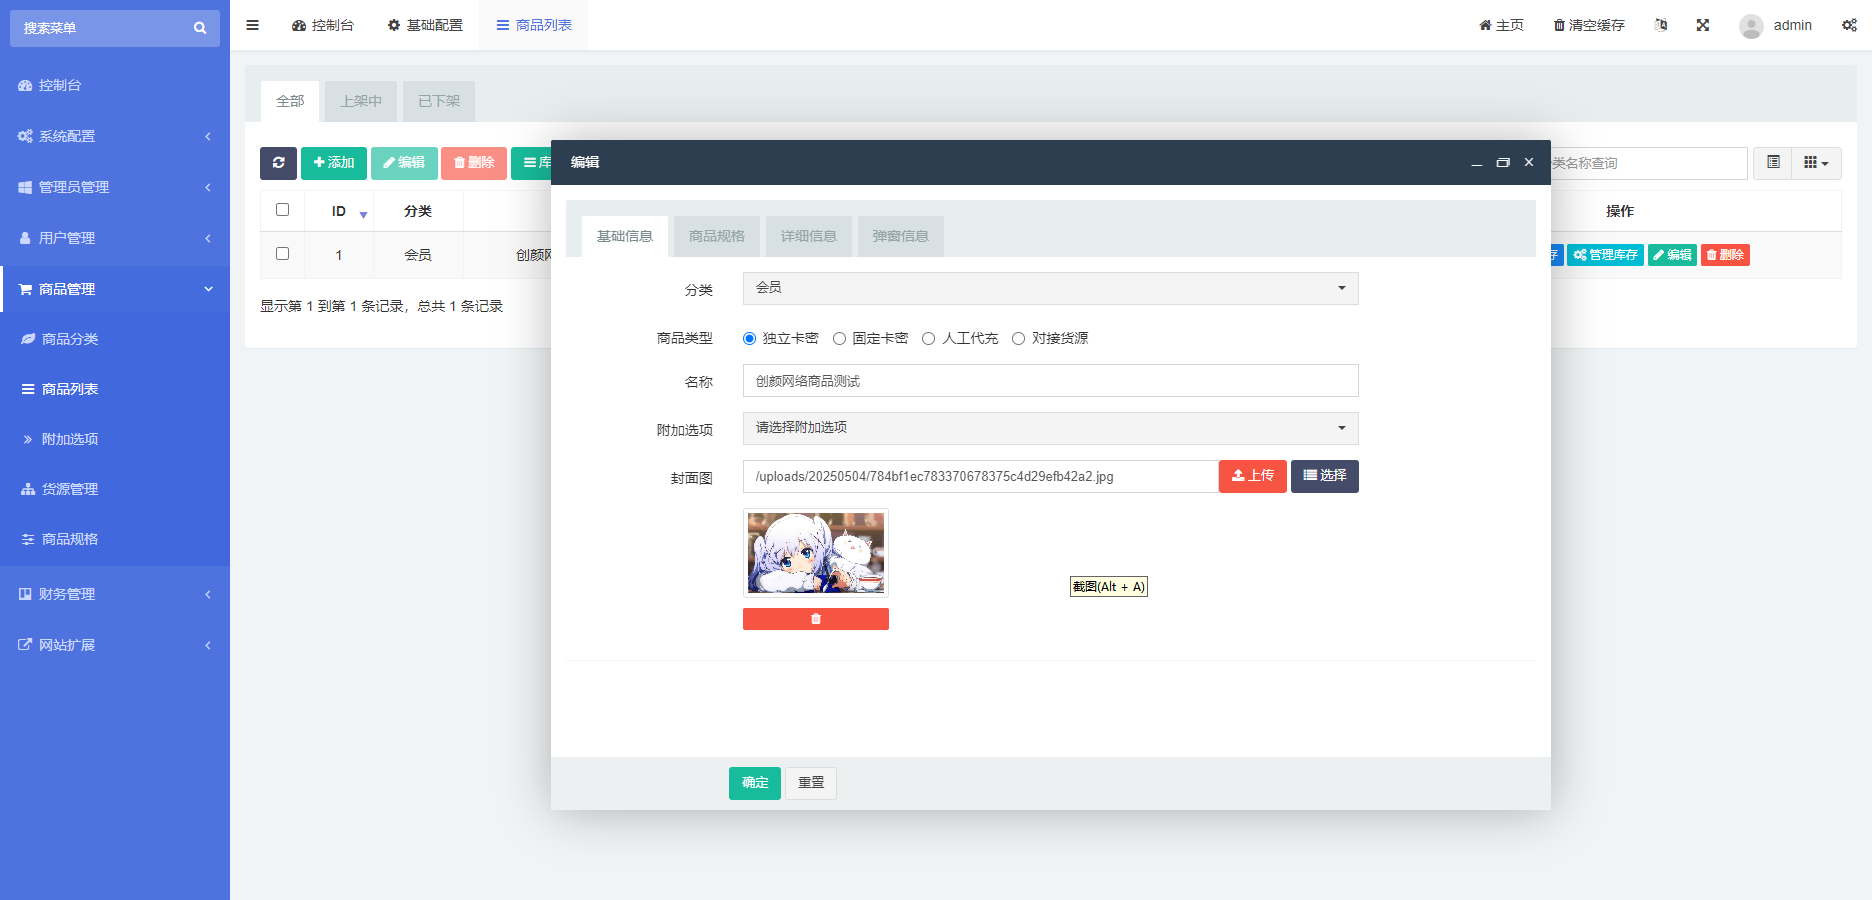 搜索菜单
控制台
基础配置
商品列表
主页
清空缓存
admin
控制台
系统配置
管理员管理
用户管理
商品管理
商品分类
商品列表
附加选项
货源管理
商品规格
财务管理
网站扩展
全部
上架中
已下架
添加
编辑
删除
库
类名称查询
ID
分类
操作
1
会员
创颜网
存
管理库存
编辑
删除
显示第 1 到第 1 条记录，总共 1 条记录
编辑
基础信息
商品规格
详细信息
弹窗信息
分类
会员
商品类型
独立卡密
固定卡密
人工代充
对接货源
名称
创颜网络商品测试
附加选项
请选择附加选项
封面图
/uploads/20250504/784bf1ec783370678375c4d29efb42a2.jpg
上传
选择
截图(Alt + A)
确定
重置